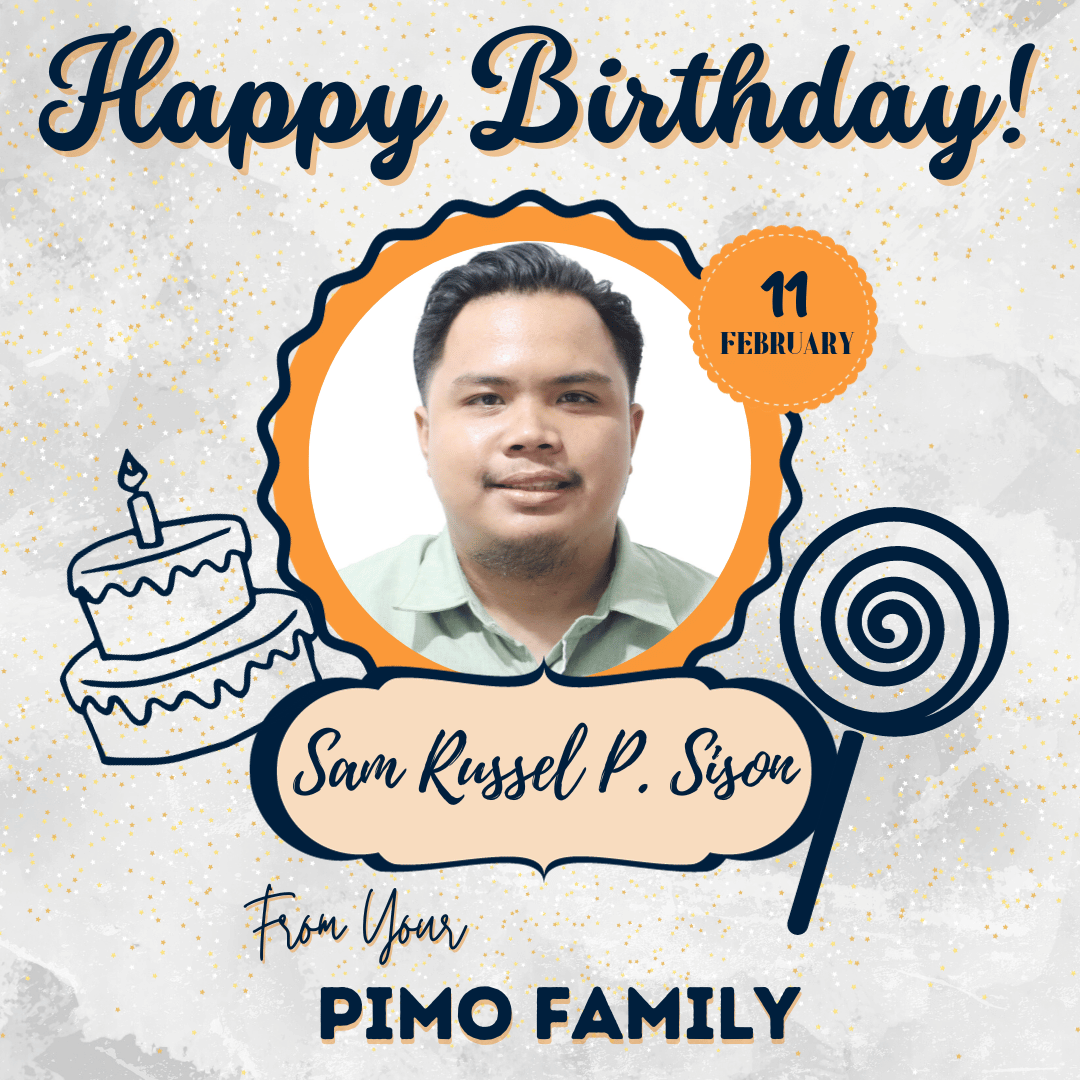 Happy Birthday!
11
FEBRUARY
Sam Russel P. Sison
From Your
PIMO FAMILY